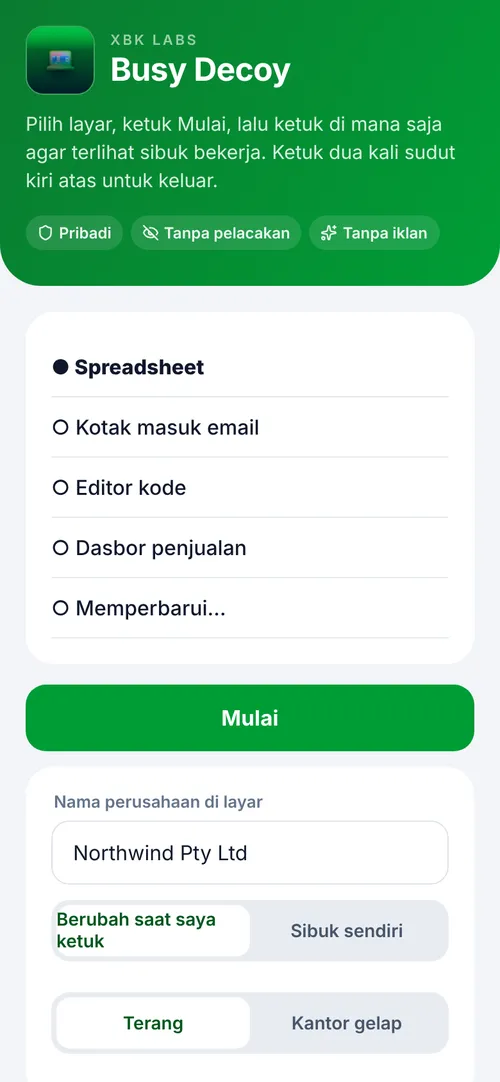 XBK LABS
Busy Decoy
Pilih layar, ketuk Mulai, lalu ketuk di mana saja
agar terlihat sibuk bekerja. Ketuk dua kali sudut
kiri atas untuk keluar.
Pribadi
Tanpa pelacakan
Tanpa iklan
Spreadsheet
Kotak masuk email
Editor kode
Dasbor penjualan
Memperbarui...
Mulai
Nama perusahaan di layar
Northwind Pty Ltd
Berubah saat saya
ketuk
Sibuk sendiri
Terang
Kantor gelap